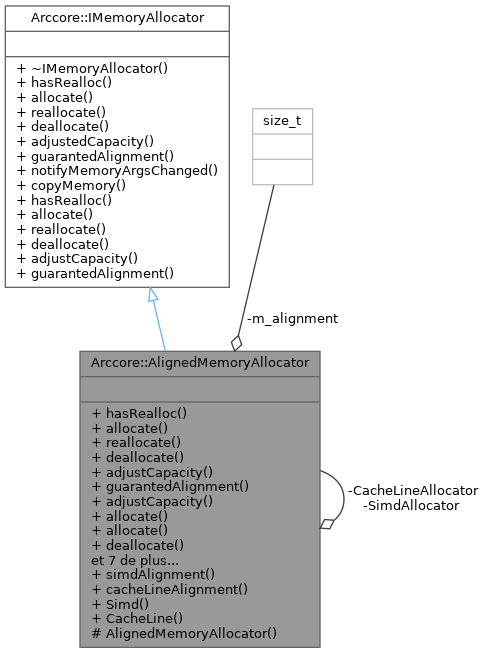 Arccore::IMemoryAllocator
+ ~IMemoryAllocator()
+ hasRealloc()
+ allocate()
+ reallocate()
+ deallocate()
+ adjustedCapacity()
+ guarantedAlignment()
+ notifyMemoryArgsChanged()
+ copyMemory()
+ hasRealloc()
+ allocate()
+ reallocate()
+ deallocate()
+ adjustCapacity()
+ guarantedAlignment()
size_t
-m_alignment
Arccore::AlignedMemoryAllocator
+ hasRealloc()
+ allocate()
+ reallocate()
+ deallocate()
+ adjustCapacity()
+ guarantedAlignment()
+ adjustCapacity()
+ allocate()
+ allocate()
+ deallocate()
et 7 de plus...
+ simdAlignment()
+ cacheLineAlignment()
+ Simd()
+ CacheLine()
# AlignedMemoryAllocator()
-CacheLineAllocator
-SimdAllocator